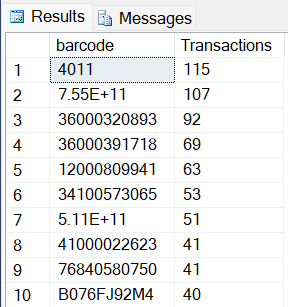 Results Messages
barcode Transactions
1 4011 115
2 7.55E+11 107
3 36000320893 92
4 36000391718 69
5 12000809941 63
6 34100573065 53
7 5.11E+11 51
8 41000022623 41
9 76840580750 41
10 B076FJ92M4 40